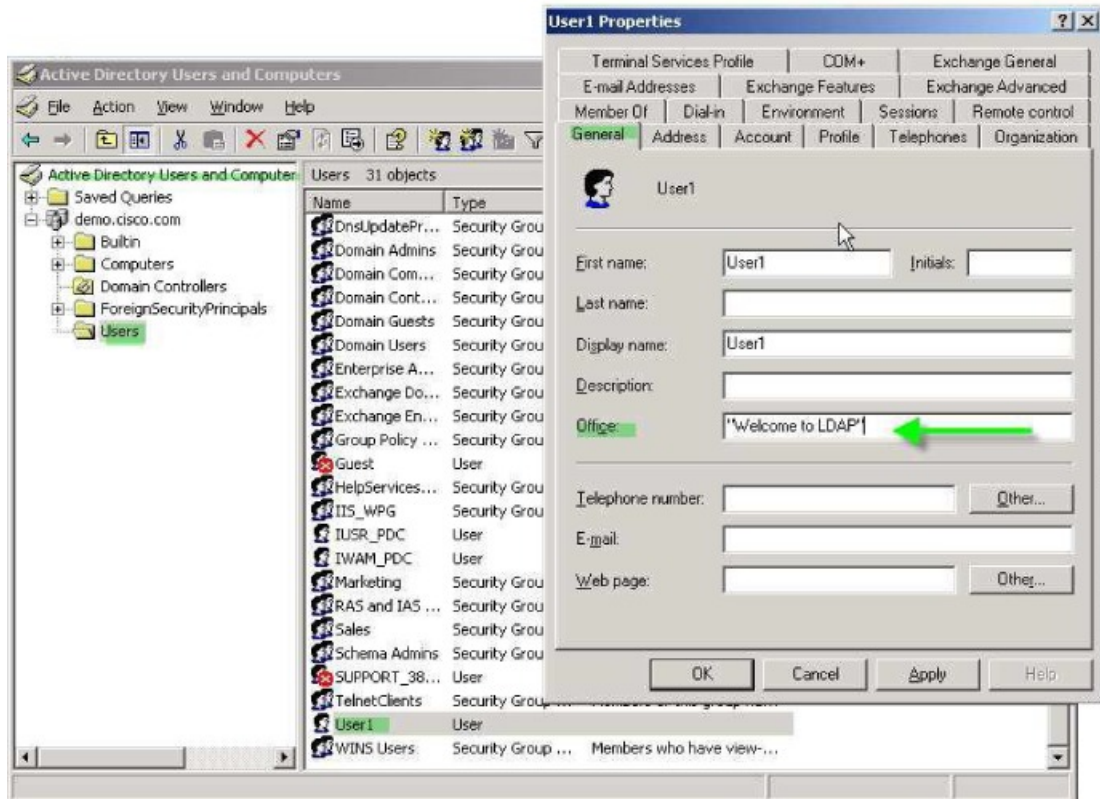 Active Directory Users and Computers
File Action View Window Help
Active Directory Users and Computer
Saved Queries
demo.cisco.com
Builtin
Computers
Domain Controllers
ForeignSecurityPrincipals
Users
Users 31 objects
Name Type
DnsUpdatePr... Security Grou
Domain Admins Security Grou
Domain Com... Security Grou
Domain Cont... Security Grou
Domain Guests Security Grou
Domain Users Security Grou
Enterprise A... Security Grou
Exchange Do... Security Grou
Exchange En... Security Grou
Group Policy ... Security Grou
Guest User
HelpServices... Security Grou
IIS_WPG Security Grou
IUSR_PDC User
IWAM_PDC User
Marketing Security Grou
RAS and IAS ... Security Grou
Sales Security Grou
Schema Admins Security Grou
SUPPORT_38... User
TelnetClients Security Group ... Members of this group ha...
User1 User
WINS Users Security Group ... Members who have view-...
User1 Properties
Terminal Services Profile COM+ Exchange General
E-mail Addresses Exchange Features Exchange Advanced
Member Of Dial-in Environment Sessions Remote control
General Address Account Profile Telephones Organization
User1
First name: User1 Initials:
Last name:
Display name: User1
Description:
Office: "Welcome to LDAP"
Telephone number: Other...
E-mail:
Web page: Other...
OK Cancel Apply Help